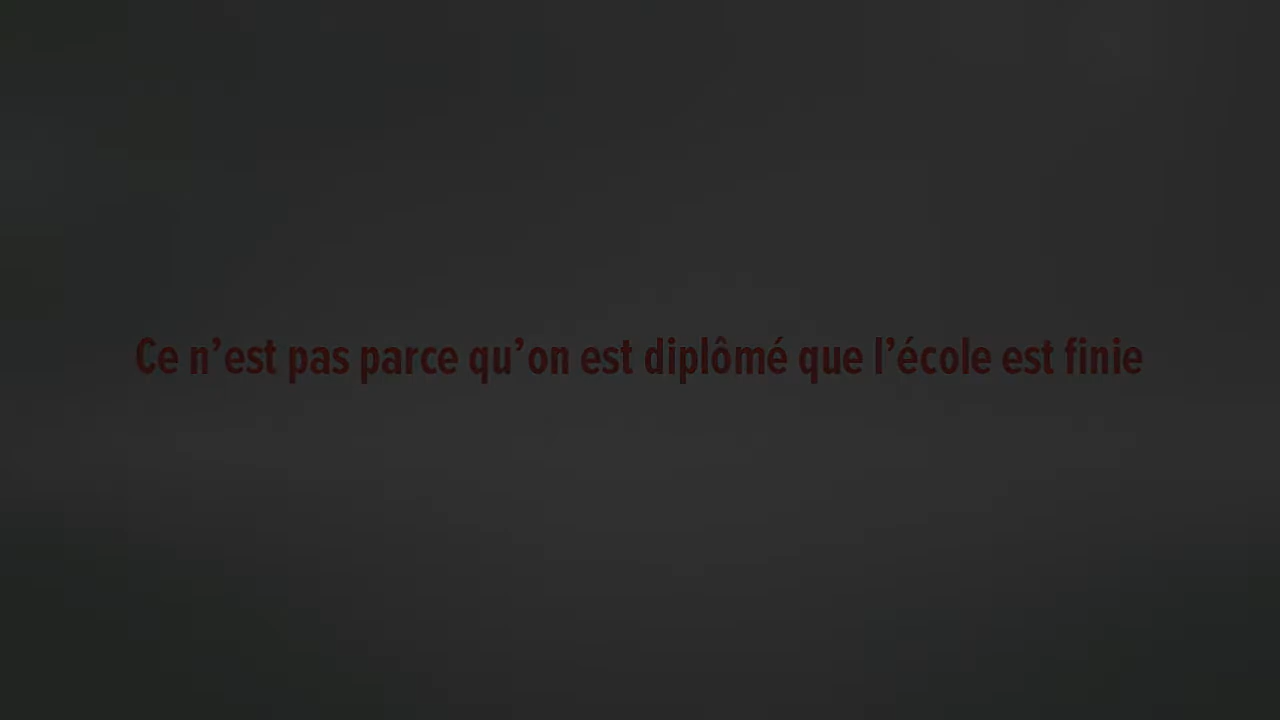 Ce n’est pas parce qu’on est diplômé que l’école est finie